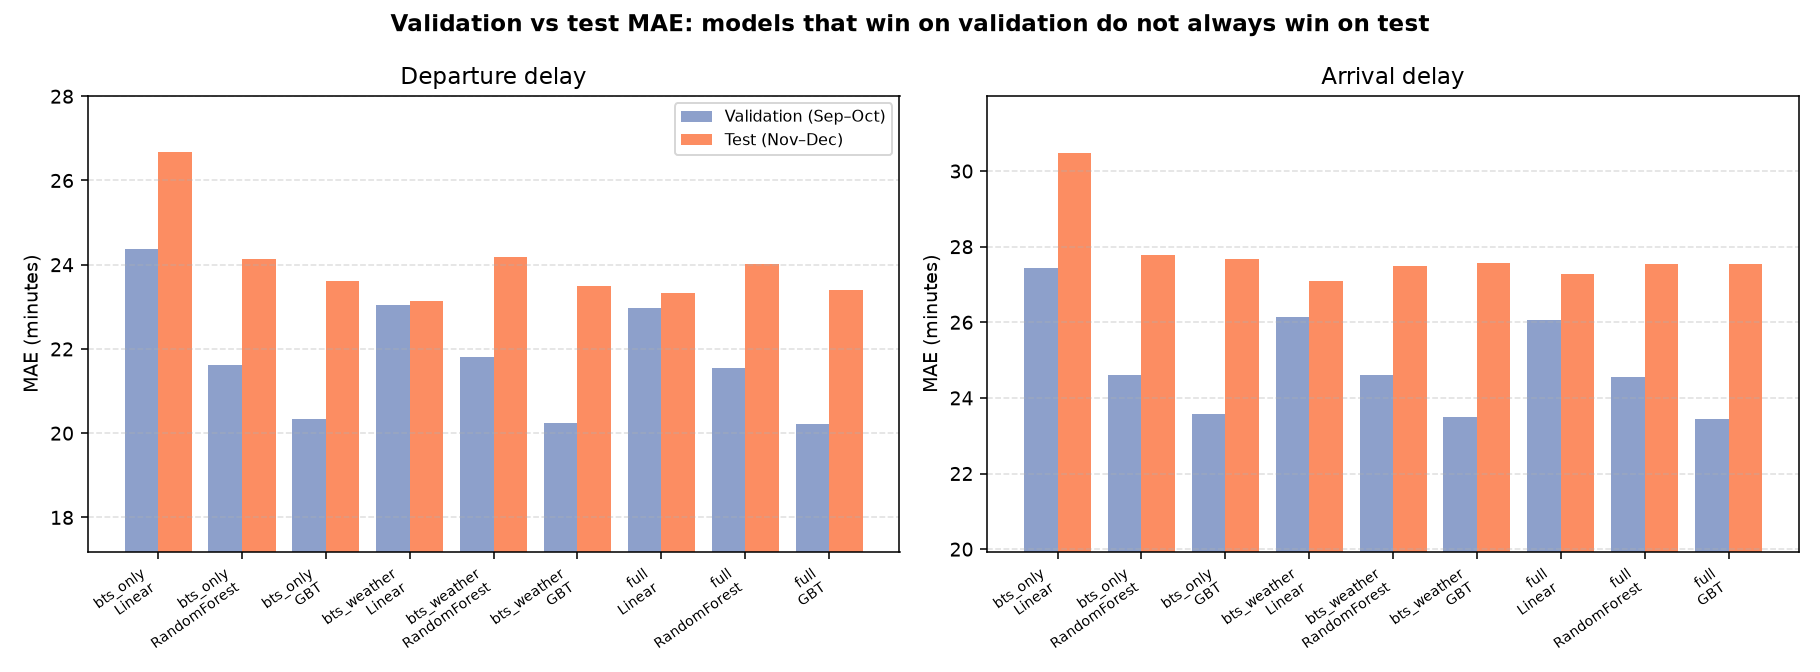 Validation vs test MAE: models that win on validation do not always win on test
Departure delay
MAE (minutes)
28
26
24
22
20
18
Validation (Sep–Oct)
Test (Nov–Dec)
bts_only
Linear
bts_only
RandomForest
bts_only
GBT
bts_weather
Linear
bts_weather
RandomForest
bts_weather
GBT
full
Linear
full
RandomForest
full
GBT
Arrival delay
MAE (minutes)
30
28
26
24
22
20
bts_only
Linear
bts_only
RandomForest
bts_only
GBT
bts_weather
Linear
bts_weather
RandomForest
bts_weather
GBT
full
Linear
full
RandomForest
full
GBT